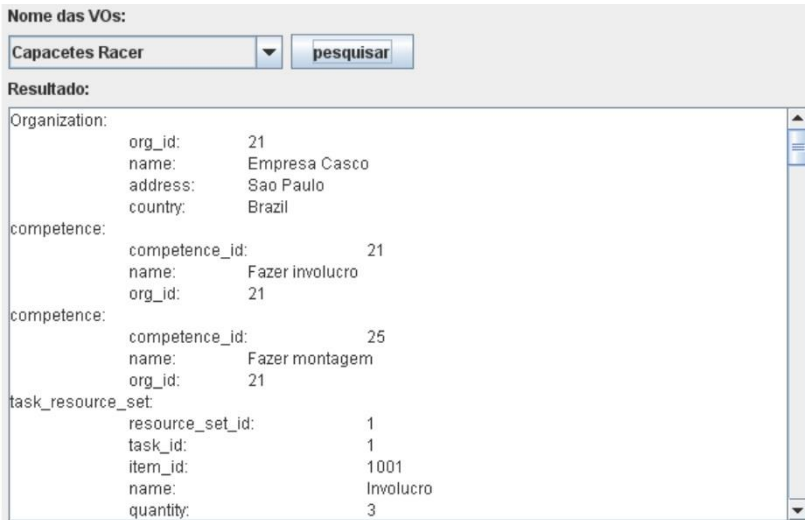 Nome das VOs:
Capacetes Racer pesquisar
Resultado:
Organization:
org_id: 21
name: Empresa Casco
address: Sao Paulo
country: Brazil
competence:
competence_id: 21
name: Fazer involucro
org_id: 21
competence:
competence_id: 25
name: Fazer montagem
org_id: 21
task_resource_set:
resource_set_id: 1
task_id: 1
item_id: 1001
name: Involucro
quantity: 3